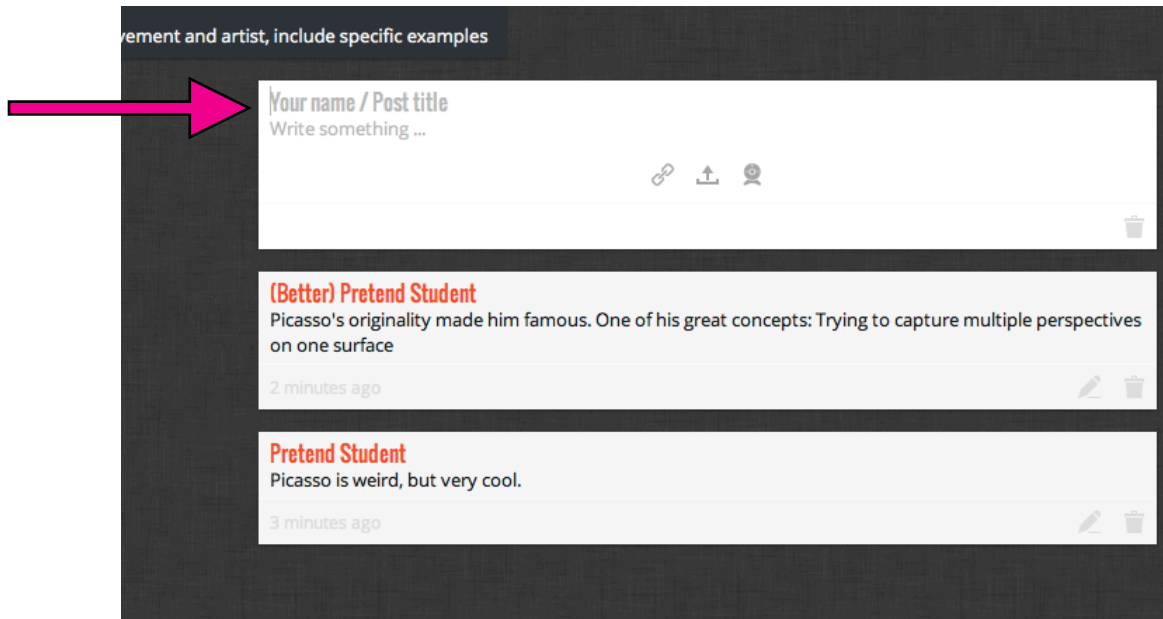 and artist, include specific examples
Your name / Post title
Write something ...
(Better) Pretend Student
Picasso's originality made him famous. One of his great concepts: Trying to capture multiple perspectives
on one surface
2 minutes ago
Pretend Student
Picasso is weird, but very cool.
3 minutes ago